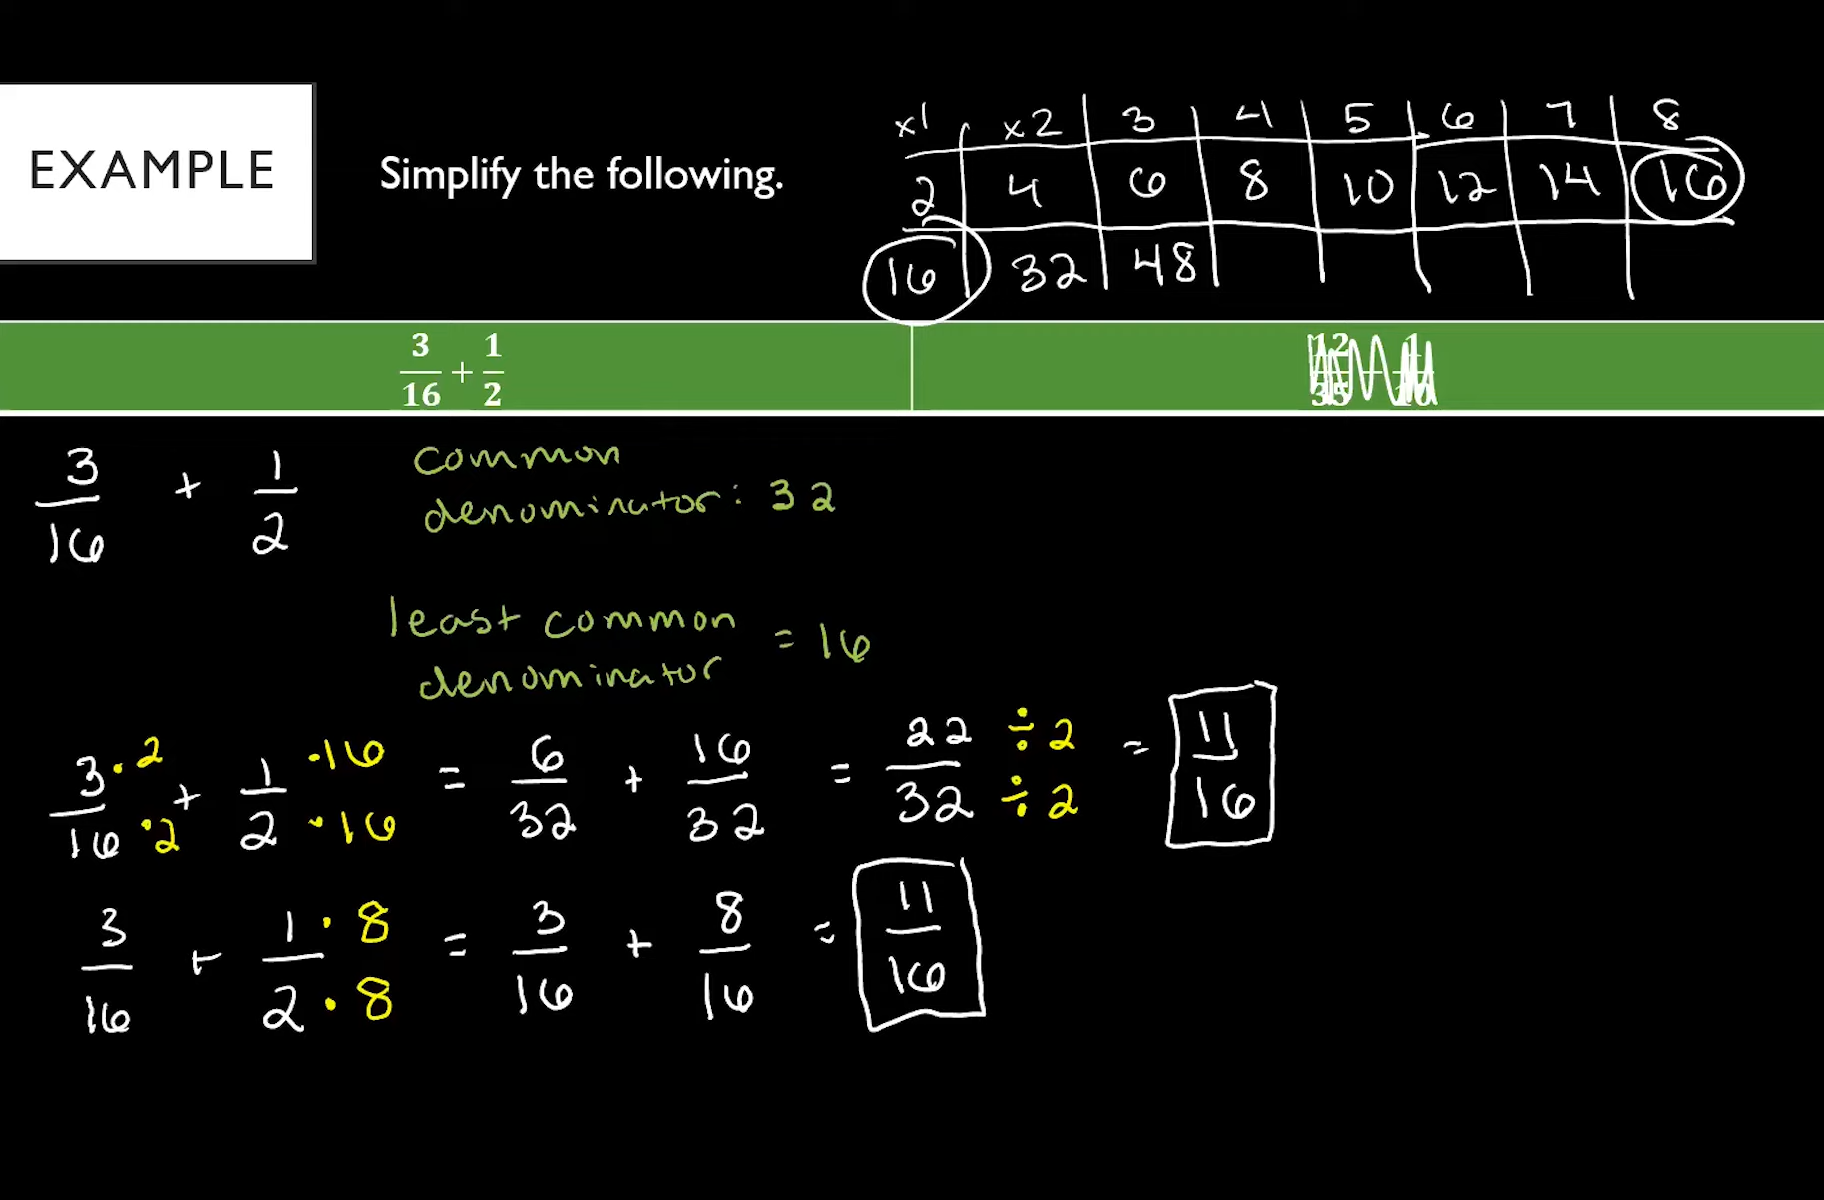 EXAMPLE
Simplify the following.
x1 x2 3 4 5 6 7 8
2 4 6 8 10 12 14 16
16 32 48
3/16 + 1/2
3/16 + 1/2
common
denominator: 32
least common
denominator = 16
3·2/16·2 + 1·16/2·16 = 6/32 + 16/32 = 22÷2/32÷2 = 11/16
3/16 + 1·8/2·8 = 3/16 + 8/16 = 11/16